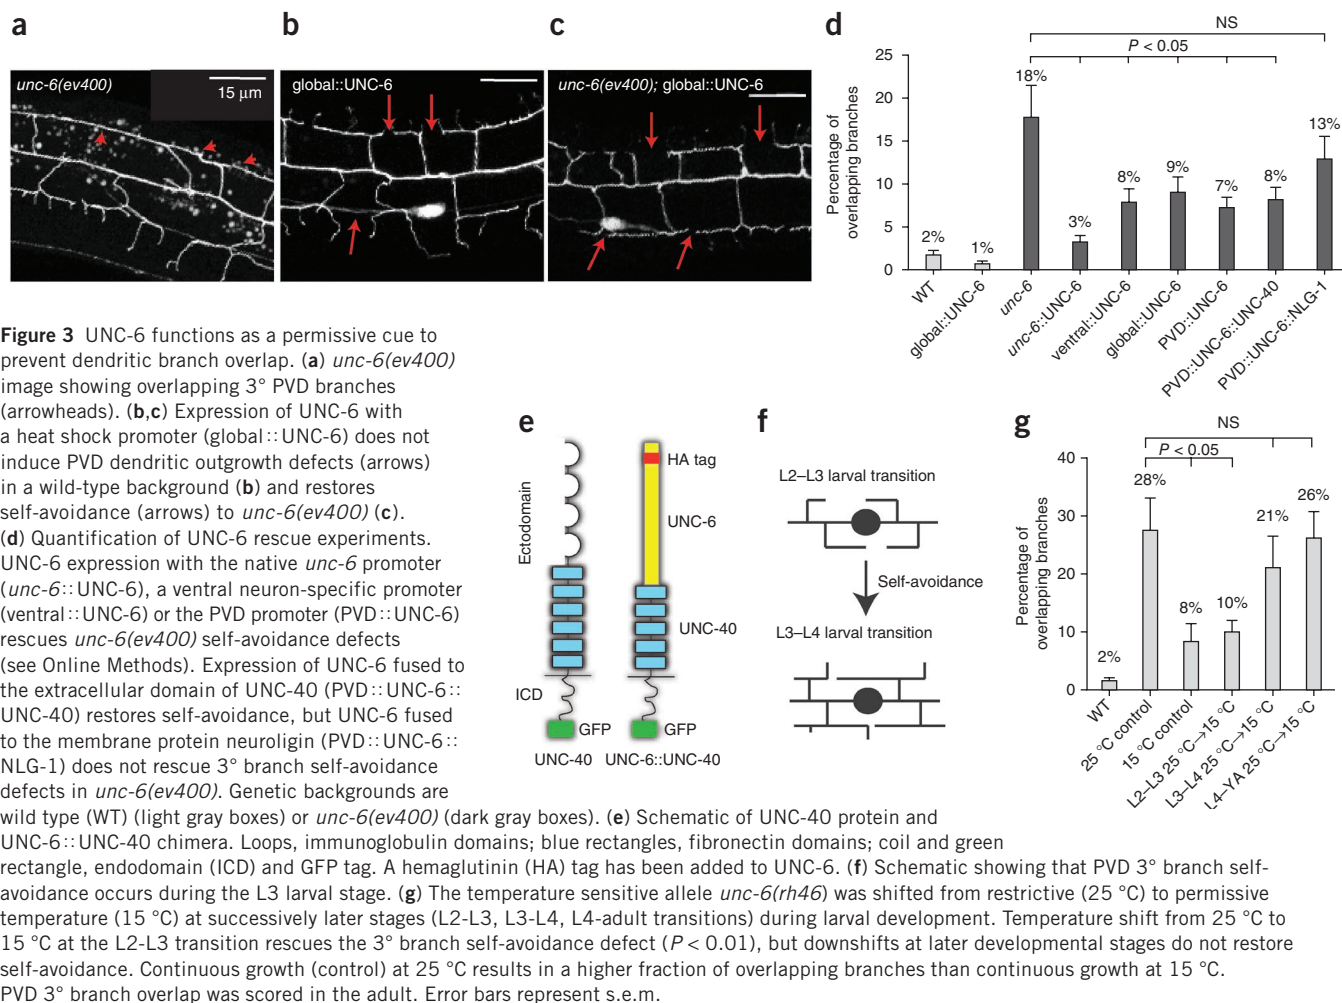 a
b
c
d
unc-6(ev400)
15 μm
global::UNC-6
unc-6(ev400); global::UNC-6
NS
P < 0.05
Percentage of
overlapping branches
25
20
15
10
5
0
2%
1%
18%
3%
8%
9%
7%
8%
13%
WT
global::UNC-6
unc-6
unc-6::UNC-6
ventral::UNC-6
global::UNC-6
PVD::UNC-6
PVD::UNC-6::UNC-40
PVD::UNC-6::NLG-1
Figure 3 UNC-6 functions as a permissive cue to
prevent dendritic branch overlap. (a) unc-6(ev400)
image showing overlapping 3° PVD branches
(arrowheads). (b,c) Expression of UNC-6 with
a heat shock promoter (global::UNC-6) does not
induce PVD dendritic outgrowth defects (arrows)
in a wild-type background (b) and restores
self-avoidance (arrows) to unc-6(ev400) (c).
(d) Quantification of UNC-6 rescue experiments.
UNC-6 expression with the native unc-6 promoter
(unc-6::UNC-6), a ventral neuron-specific promoter
(ventral::UNC-6) or the PVD promoter (PVD::UNC-6)
rescues unc-6(ev400) self-avoidance defects
(see Online Methods). Expression of UNC-6 fused to
the extracellular domain of UNC-40 (PVD::UNC-6::
UNC-40) restores self-avoidance, but UNC-6 fused
to the membrane protein neuroligin (PVD::UNC-6::
NLG-1) does not rescue 3° branch self-avoidance
defects in unc-6(ev400). Genetic backgrounds are
wild type (WT) (light gray boxes) or unc-6(ev400) (dark gray boxes). (e) Schematic of UNC-40 protein and
UNC-6::UNC-40 chimera. Loops, immunoglobulin domains; blue rectangles, fibronectin domains; coil and green
rectangle, endodomain (ICD) and GFP tag. A hemaglutinin (HA) tag has been added to UNC-6. (f) Schematic showing that PVD 3° branch self-
avoidance occurs during the L3 larval stage. (g) The temperature sensitive allele unc-6(rh46) was shifted from restrictive (25 °C) to permissive
temperature (15 °C) at successively later stages (L2-L3, L3-L4, L4-adult transitions) during larval development. Temperature shift from 25 °C to
15 °C at the L2-L3 transition rescues the 3° branch self-avoidance defect (P < 0.01), but downshifts at later developmental stages do not restore
self-avoidance. Continuous growth (control) at 25 °C results in a higher fraction of overlapping branches than continuous growth at 15 °C.
PVD 3° branch overlap was scored in the adult. Error bars represent s.e.m.
e
Ectodomain
HA tag
UNC-6
UNC-40
ICD
GFP
GFP
UNC-40
UNC-6::UNC-40
f
L2–L3 larval transition
Self-avoidance
L3–L4 larval transition
g
NS
P < 0.05
Percentage of
overlapping branches
40
30
20
10
0
2%
28%
8%
10%
21%
26%
WT
25 °C control
15 °C control
L2–L3 25 °C→15 °C
L3–L4 25 °C→15 °C
L4–YA 25 °C→15 °C